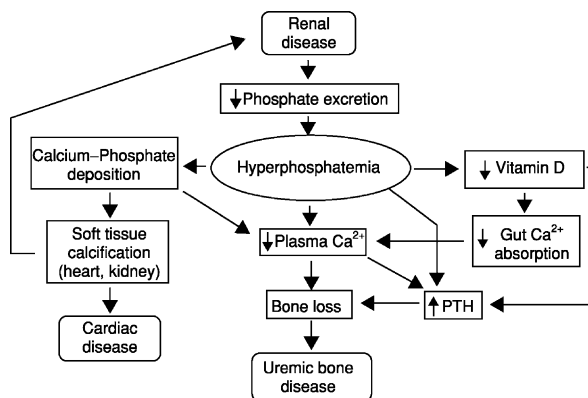 Renal
disease
↓ Phosphate excretion
Calcium–Phosphate
deposition
Hyperphosphatemia
↓ Vitamin D
Soft tissue
calcification
(heart, kidney)
↓ Plasma Ca²⁺
↓ Gut Ca²⁺
absorption
Bone loss
↑ PTH
Cardiac
disease
Uremic bone
disease